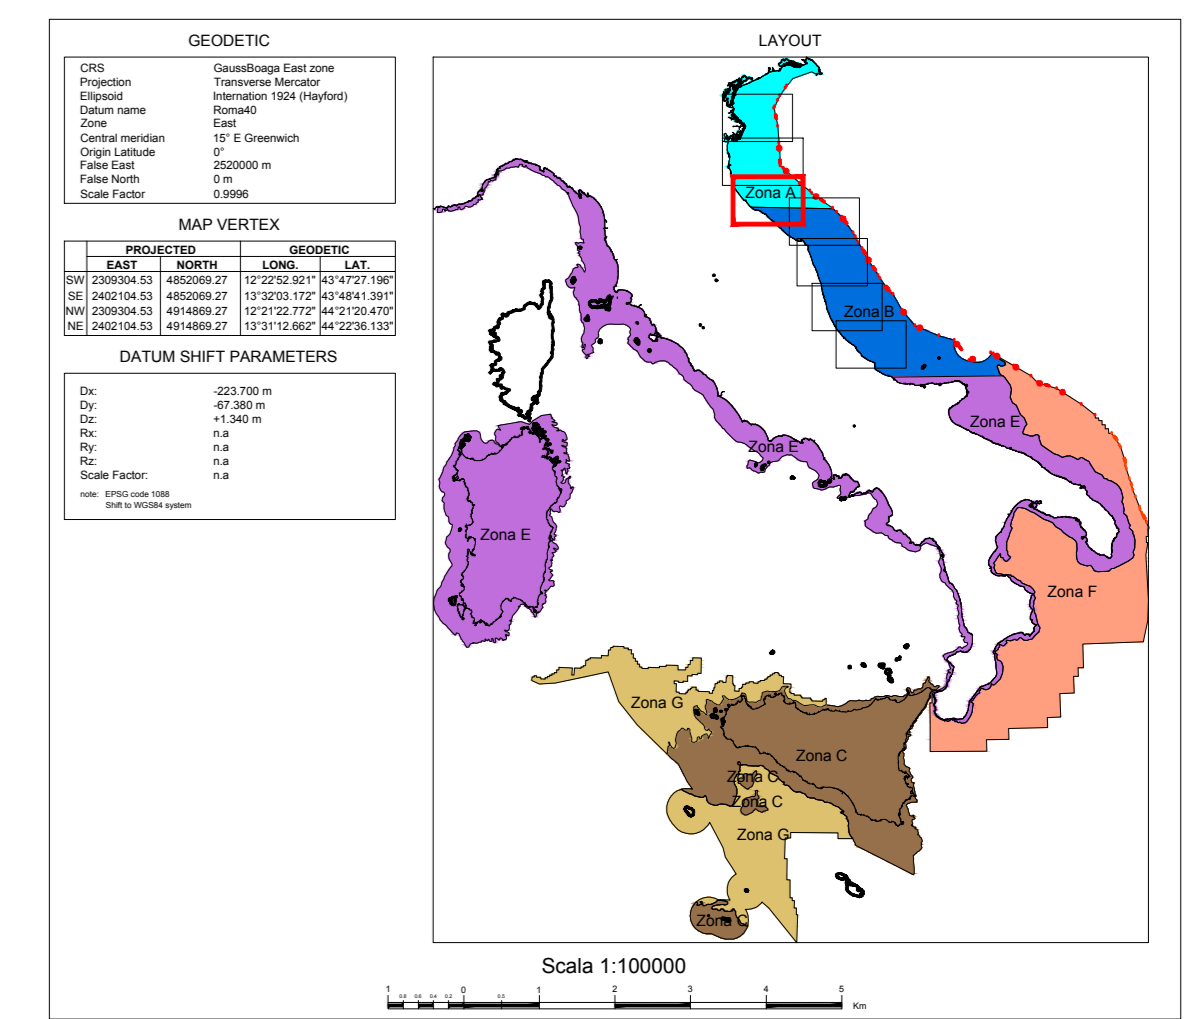 GEODETIC
CRS GaussBoaga East zone
Projection Transverse Mercator
Ellipsoid Internation 1924 (Hayford)
Datum name Roma40
Zone East
Central meridian 15° E Greenwich
Origin Latitude 0°
False East 2520000 m
False North 0 m
Scale Factor 0.9996
MAP VERTEX
PROJECTED GEODETIC
EAST NORTH LONG. LAT.
SW 2309304.53 4852069.27 12°22'52.921" 43°47'27.196"
SE 2402104.53 4852069.27 13°32'03.172" 43°48'41.391"
NW 2309304.53 4914869.27 12°21'22.772" 44°21'20.470"
NE 2402104.53 4914869.27 13°31'12.662" 44°22'36.133"
DATUM SHIFT PARAMETERS
Dx: -223.700 m
Dy: -67.380 m
Dz: +1.340 m
Rx: n.a
Ry: n.a
Rz: n.a
Scale Factor: n.a
note: EPSG code 1088
Shift to WGS84 system
LAYOUT
Zona A
Zona B
Zona E
Zona E
Zona E
Zona F
Zona G
Zona C
Zona C
Zona C
Zona G
Zona C
Scala 1:100000
1 0.8 0.6 0.4 0.2 0 0.5 1 2 3 4 5
Km